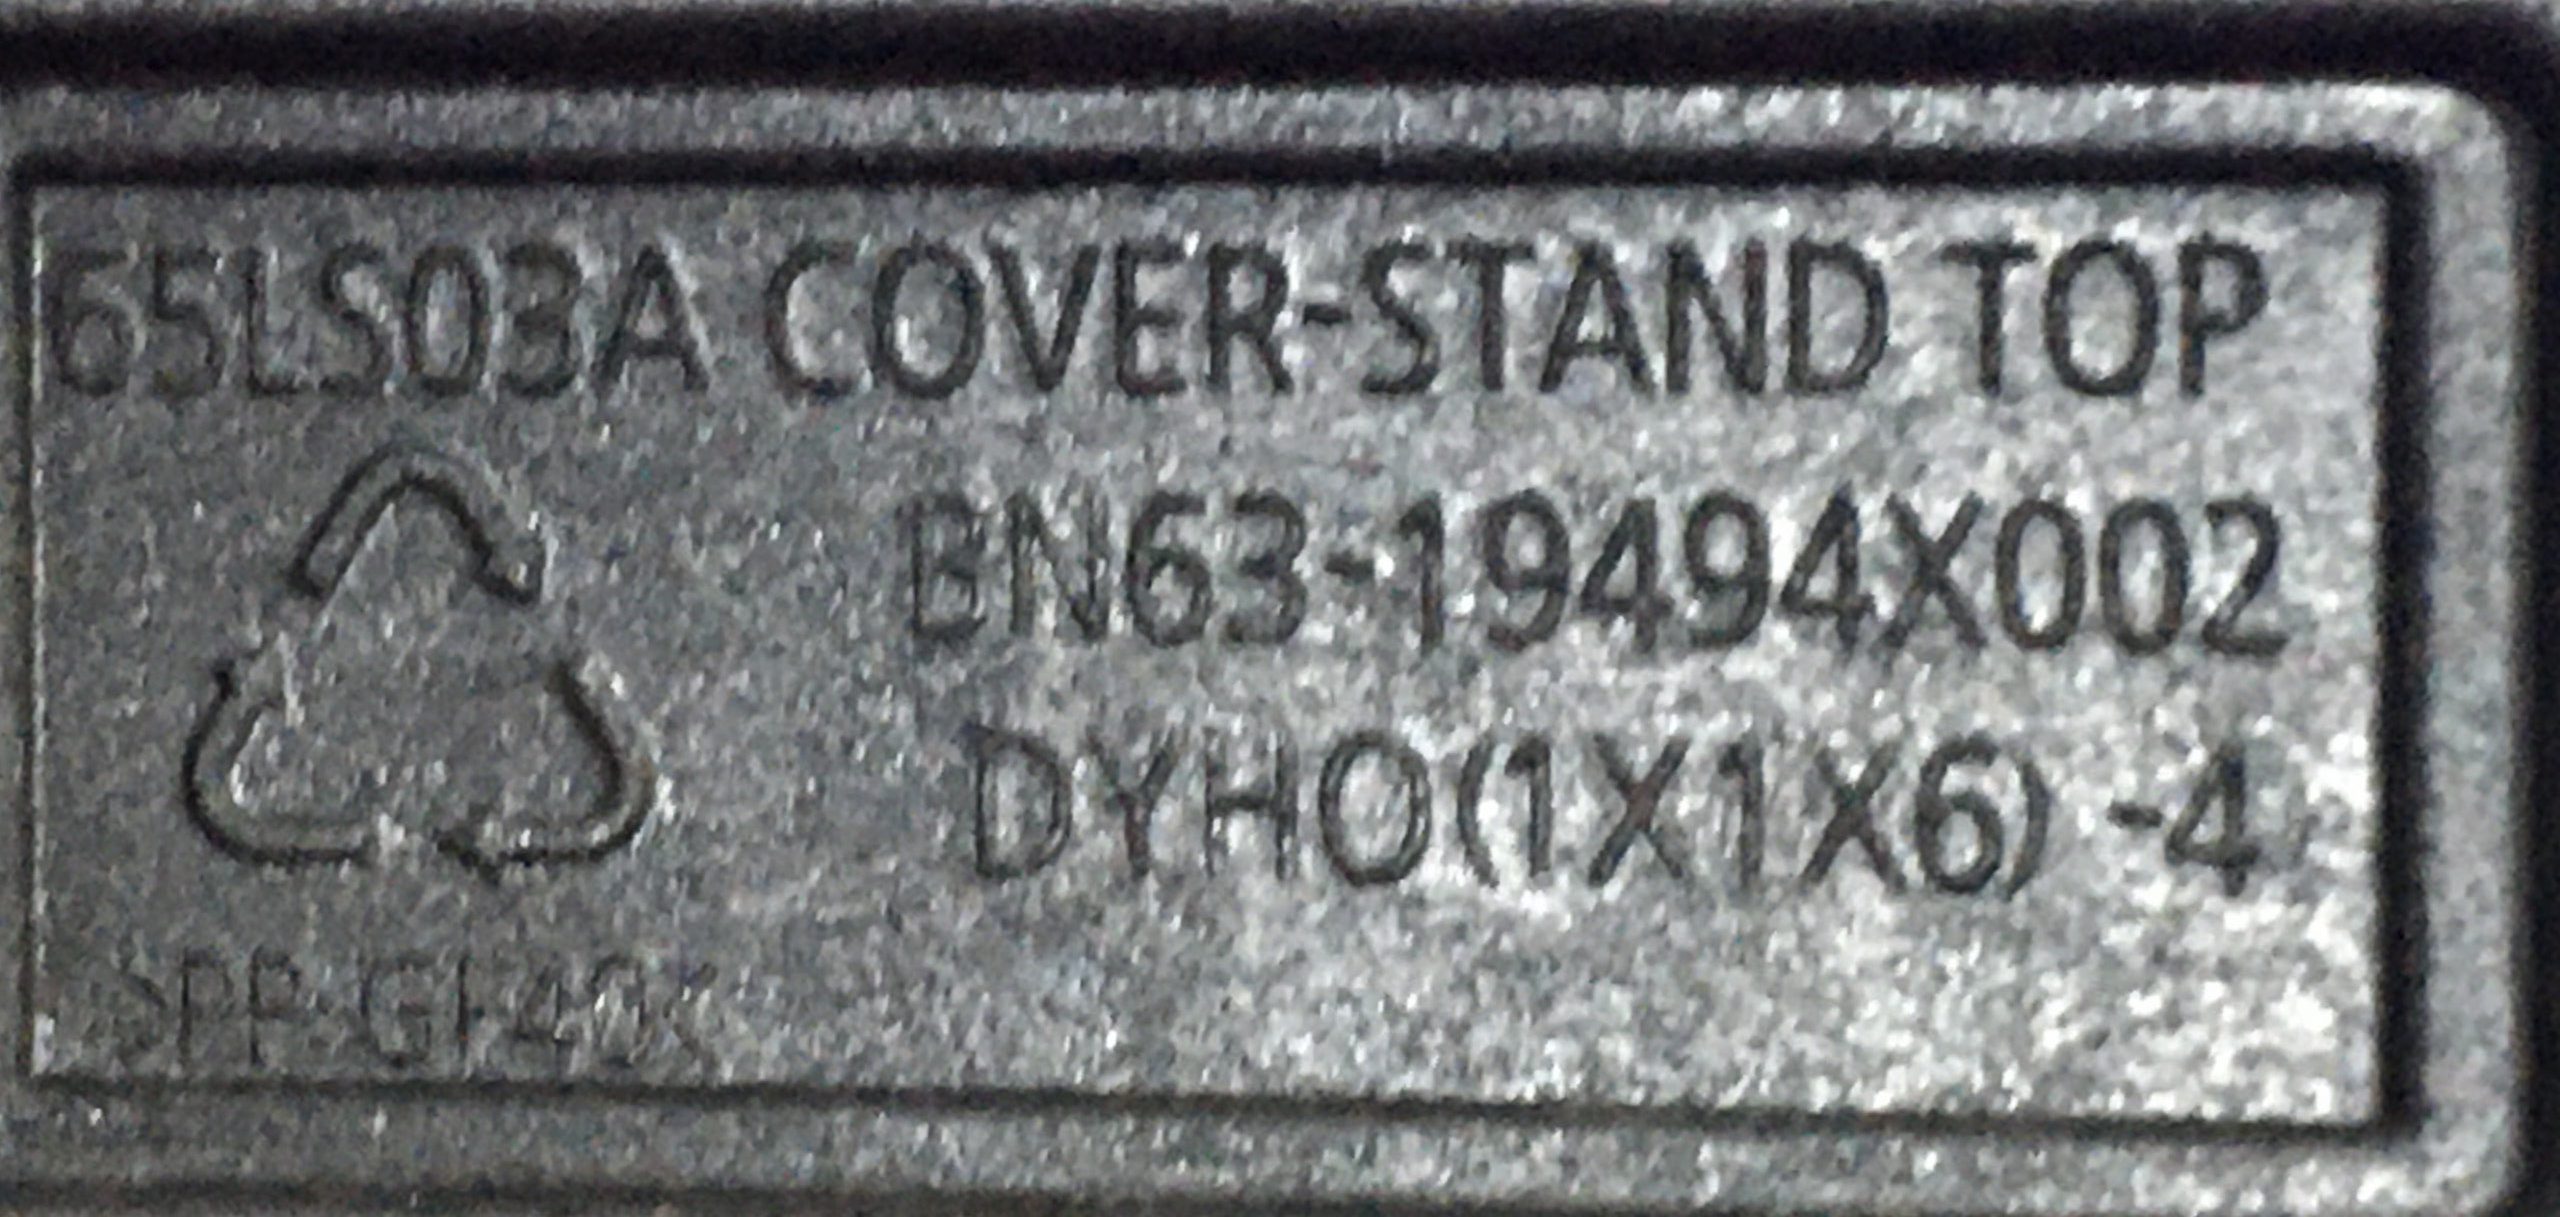 65LS03A COVER-STAND TOP
BN63-19494X002
DYHO(1X1X6) -4